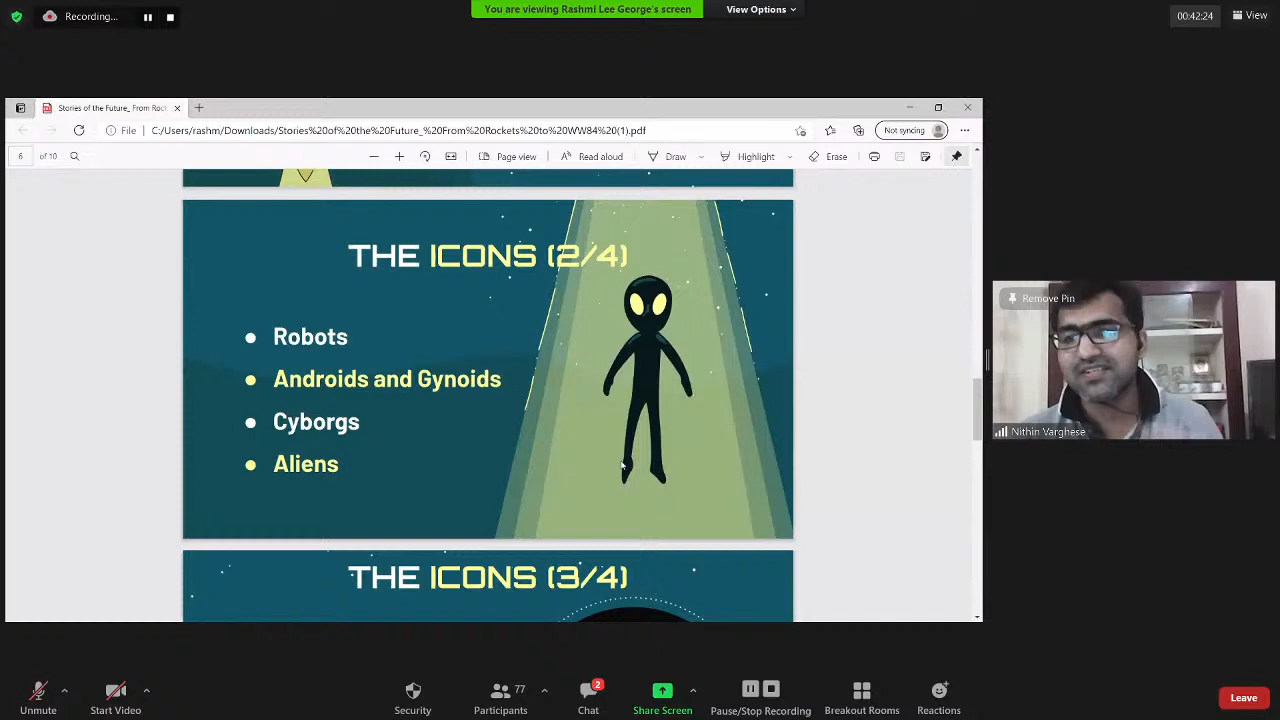 Recording...
You are viewing Rashmi Lee George's screen
View Options
00:42:24
View
Stories of the Future_ From Roc
File
C:/Users/rashm/Downloads/Stories%20of%20the%20Future_%20From%20Rockets%20to%20WW84%20(1).pdf
Not syncing
6 of 10
Page view
Read aloud
Draw
Highlight
Erase
THE ICONS (2/4)
Robots
Androids and Gynoids
Cyborgs
Aliens
THE ICONS (3/4)
Remove Pin
Nithin Varghese
Unmute
Start Video
Security
77
Participants
2
Chat
Share Screen
Pause/Stop Recording
Breakout Rooms
Reactions
Leave